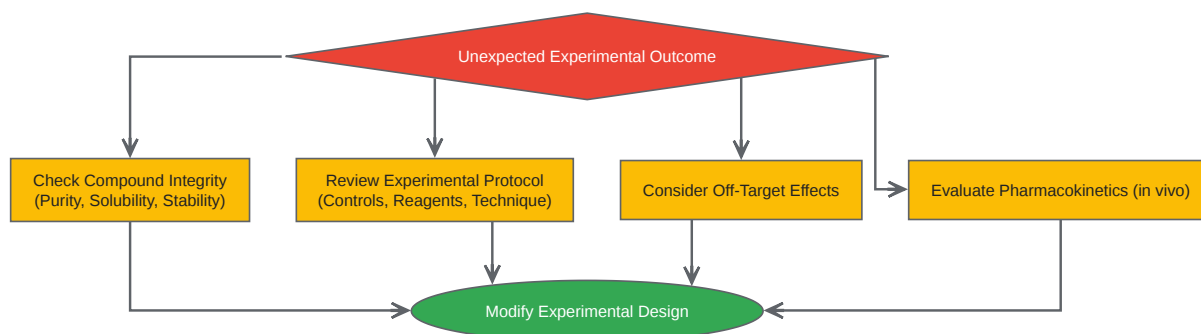 Unexpected Experimental Outcome
Check Compound Integrity
(Purity, Solubility, Stability)
Review Experimental Protocol
(Controls, Reagents, Technique)
Consider Off-Target Effects
Evaluate Pharmacokinetics (in vivo)
Modify Experimental Design